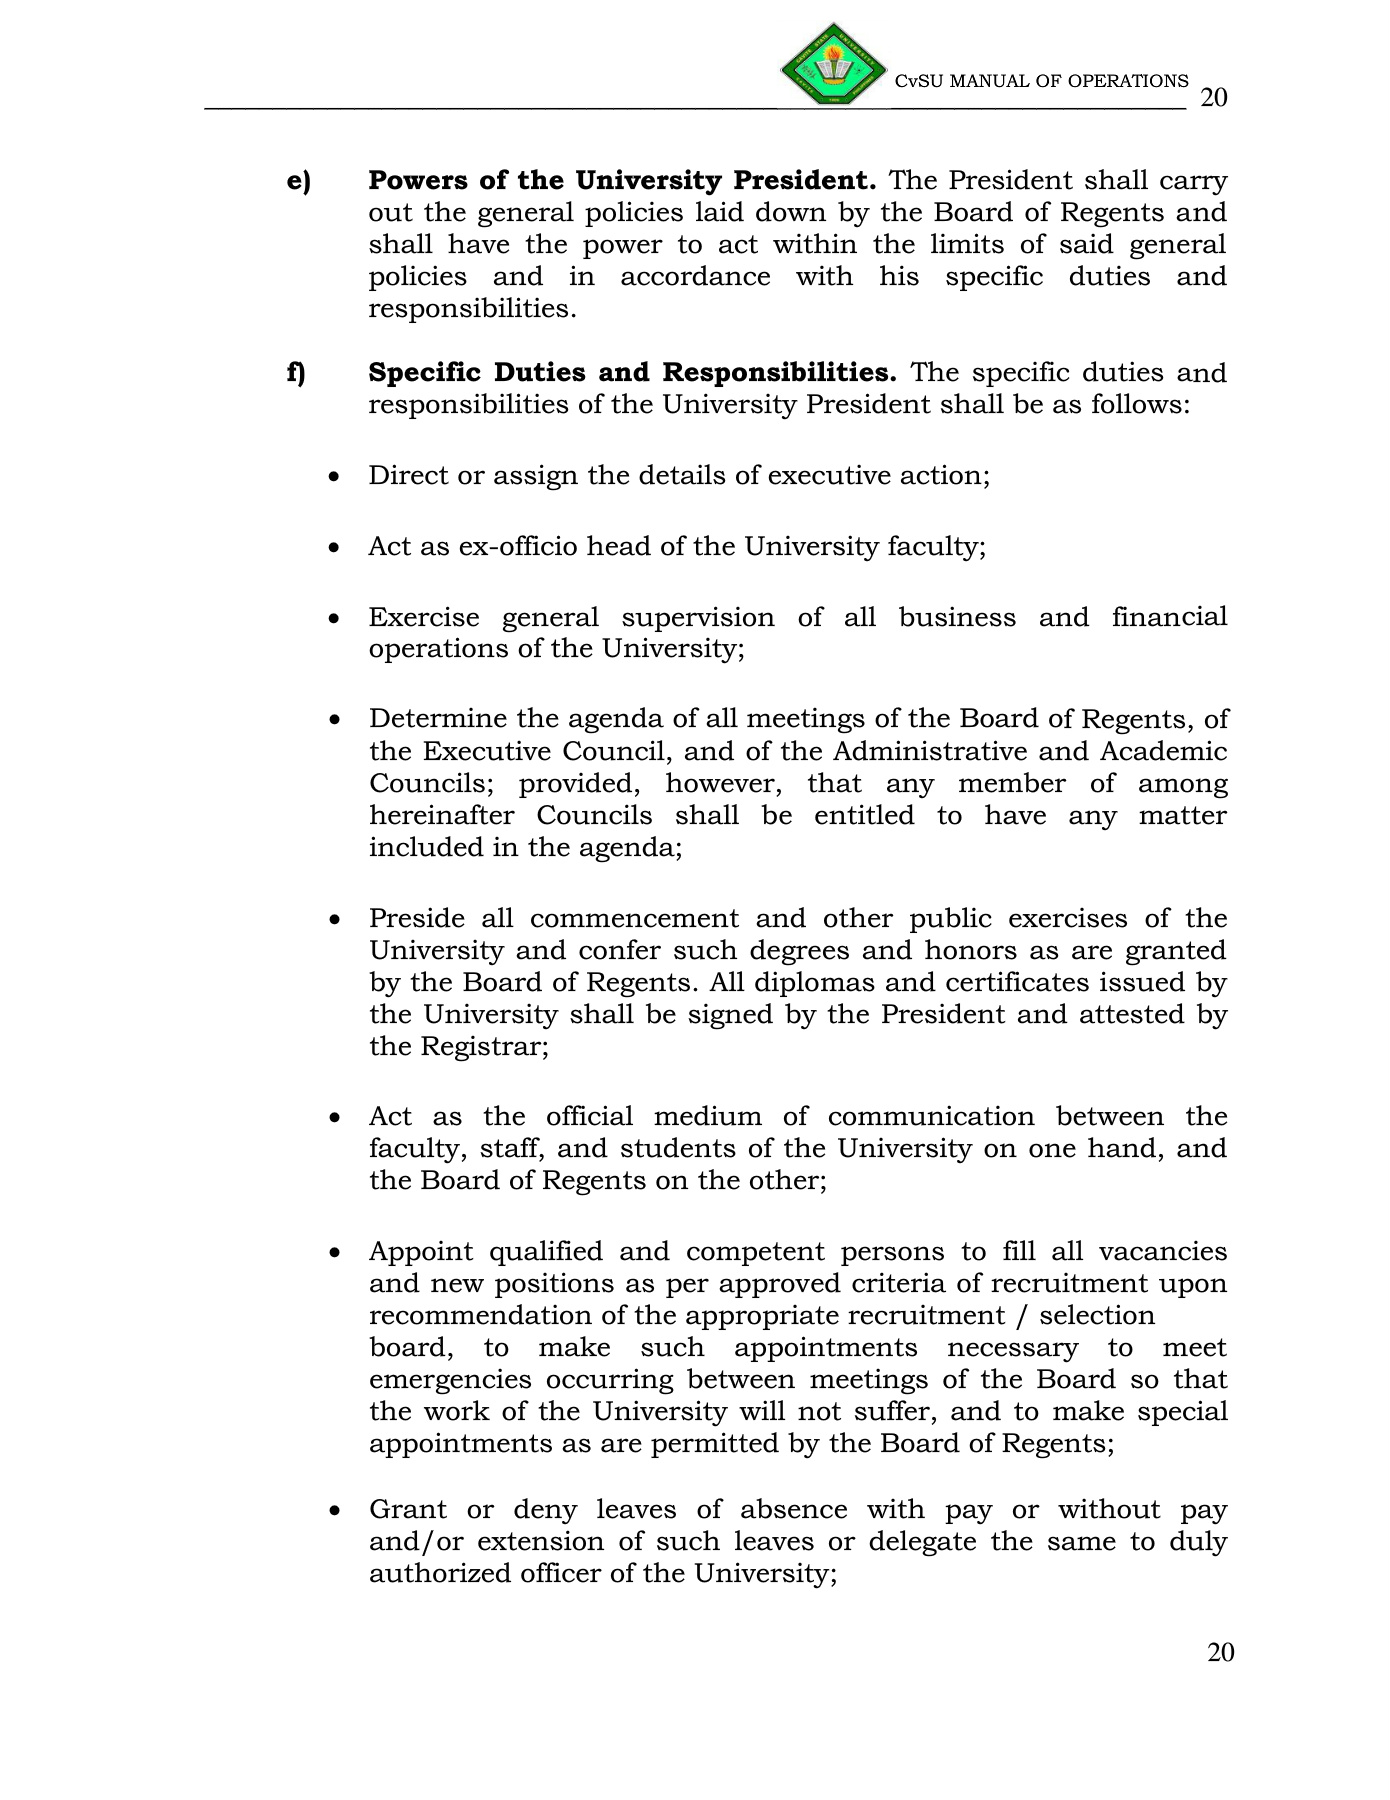 CvSU MANUAL OF OPERATIONS 20
e) Powers of the University President. The President shall carry
out the general policies laid down by the Board of Regents and
shall have the power to act within the limits of said general
policies and in accordance with his specific duties and
responsibilities.
f) Specific Duties and Responsibilities. The specific duties and
responsibilities of the University President shall be as follows:
• Direct or assign the details of executive action;
• Act as ex-officio head of the University faculty;
• Exercise general supervision of all business and financial
operations of the University;
• Determine the agenda of all meetings of the Board of Regents, of
the Executive Council, and of the Administrative and Academic
Councils; provided, however, that any member of among
hereinafter Councils shall be entitled to have any matter
included in the agenda;
• Preside all commencement and other public exercises of the
University and confer such degrees and honors as are granted
by the Board of Regents. All diplomas and certificates issued by
the University shall be signed by the President and attested by
the Registrar;
• Act as the official medium of communication between the
faculty, staff, and students of the University on one hand, and
the Board of Regents on the other;
• Appoint qualified and competent persons to fill all vacancies
and new positions as per approved criteria of recruitment upon
recommendation of the appropriate recruitment / selection
board, to make such appointments necessary to meet
emergencies occurring between meetings of the Board so that
the work of the University will not suffer, and to make special
appointments as are permitted by the Board of Regents;
• Grant or deny leaves of absence with pay or without pay
and/or extension of such leaves or delegate the same to duly
authorized officer of the University;
20